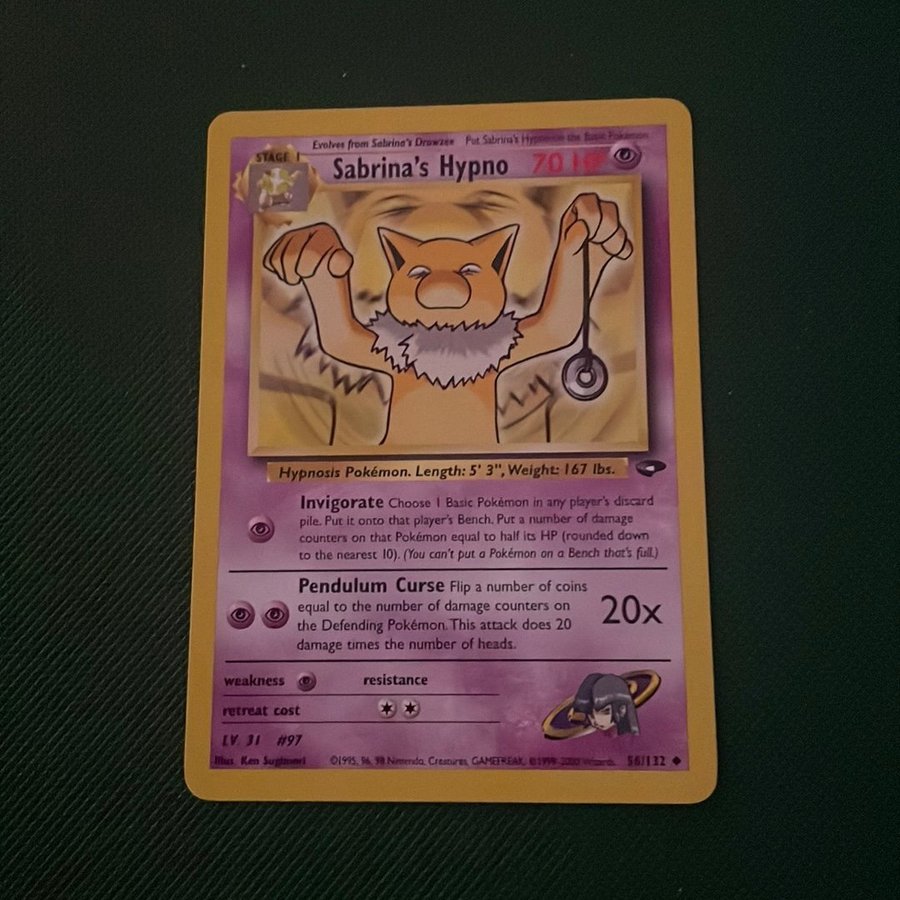 Evolves from Sabrina's Drowzee Put Sabrina's Hypno on the Basic Pokémon
STAGE 1
Sabrina's Hypno 70 HP
Hypnosis Pokémon. Length: 5' 3", Weight: 167 lbs.
Invigorate Choose 1 Basic Pokémon in any player's discard
pile. Put it onto that player's Bench. Put a number of damage
counters on that Pokémon equal to half its HP (rounded down
to the nearest 10). (You can't put a Pokémon on a Bench that's full.)
Pendulum Curse Flip a number of coins
equal to the number of damage counters on
the Defending Pokémon. This attack does 20
damage times the number of heads.
20x
weakness resistance
retreat cost
LV. 31 #97
Illus. Ken Sugimori ©1995, 96, 98 Nintendo, Creatures, GAMEFREAK. ©1999-2000 Wizards. 56/132